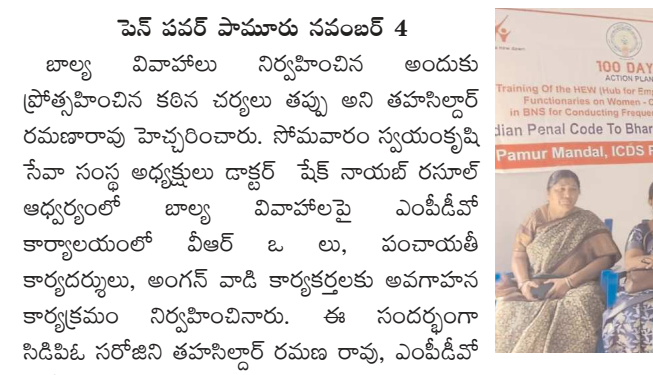 పెన్ పవర్ పామూరు నవంబర్ 4
బాల్య వివాహాలు నిర్వహించిన అందుకు
ప్రోత్సహించిన కఠిన చర్యలు తప్పు అని తహసిల్దార్
రమణారావు హెచ్చరించారు. సోమవారం స్వయంకృషి
సేవా సంస్థ అధ్యక్షులు డాక్టర్ షేక్ నాయబ్ రసూల్
ఆధ్వర్యంలో బాల్య వివాహాలపై ఎంపీడీవో
కార్యాలయంలో వీఆర్ ఒ లు, పంచాయతీ
కార్యదర్శులు, అంగన్ వాడి కార్యకర్తలకు అవగాహన
కార్యక్రమం నిర్వహించినారు. ఈ సందర్భంగా
సిడిపిఓ సరోజిని తహసిల్దార్ రమణ రావు, ఎంపీడీవో
100 DAY
ACTION PLAN
Training Of the HEW (Hub for Emp
Functionaries on Women - C
in BNS for Conducting Freque
dian Penal Code To Bhar
Pamur Mandal, ICDS P